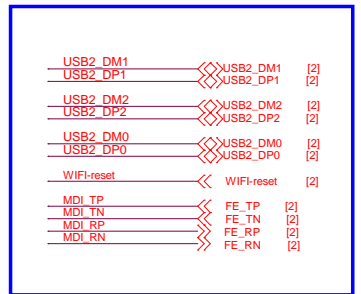 USB2_DM1 USB2_DM1 [2]
USB2_DP1 USB2_DP1 [2]
USB2_DM2 USB2_DM2 [2]
USB2_DP2 USB2_DP2 [2]
USB2_DM0 USB2_DM0 [2]
USB2_DP0 USB2_DP0 [2]
WIFI-reset WIFI-reset [2]
MDI_TP FE_TP [2]
MDI_TN FE_TN [2]
MDI_RP FE_RP [2]
MDI_RN FE_RN [2]